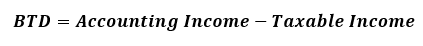 BTD = Accounting Income − Taxable Income